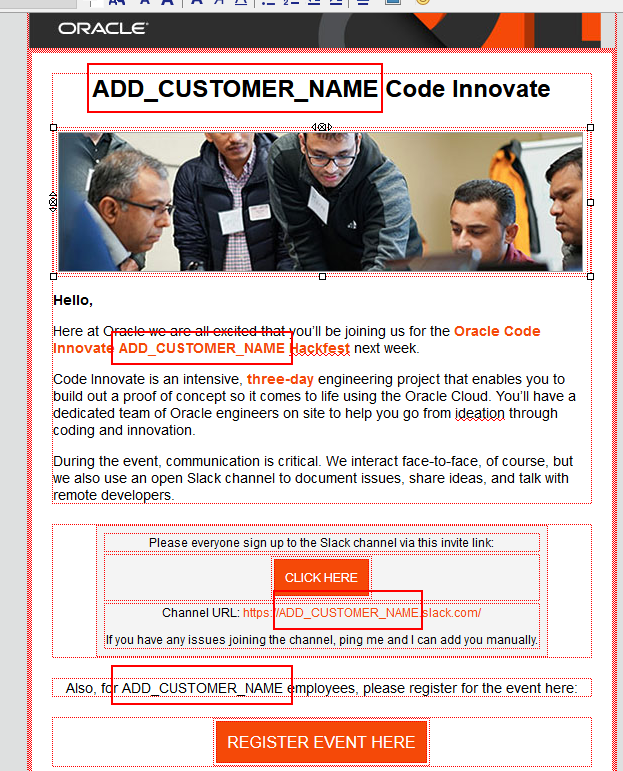 ORACLE®
ADD_CUSTOMER_NAME Code Innovate
Hello,
Here at Oracle we are all excited that you'll be joining us for the Oracle Code
Innovate ADD_CUSTOMER_NAME Hackfest next week.
Code Innovate is an intensive, three-day engineering project that enables you to
build out a proof of concept so it comes to life using the Oracle Cloud. You'll have a
dedicated team of Oracle engineers on site to help you go from ideation through
coding and innovation.
During the event, communication is critical. We interact face-to-face, of course, but
we also use an open Slack channel to document issues, share ideas, and talk with
remote developers.
Please everyone sign up to the Slack channel via this invite link:
CLICK HERE
Channel URL: https://ADD_CUSTOMER_NAME.slack.com/
If you have any issues joining the channel, ping me and I can add you manually.
Also, for ADD_CUSTOMER_NAME employees, please register for the event here:
REGISTER EVENT HERE